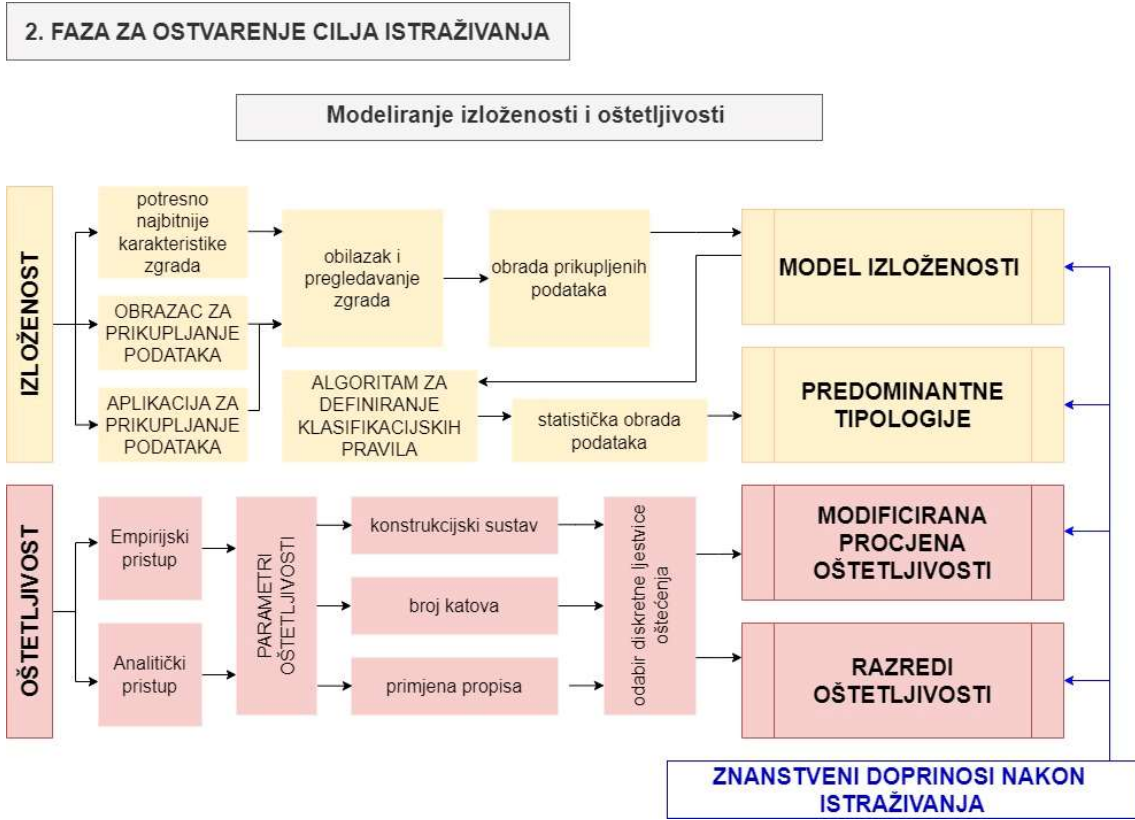 2. FAZA ZA OSTVARENJE CILJA ISTRAŽIVANJA
Modeliranje izloženosti i oštetljivosti
IZLOŽENOST
potresno
najbitnije
karakteristike
zgrada
OBRAZAC ZA
PRIKUPLJANJE
PODATAKA
APLIKACIJA ZA
PRIKUPLJANJE
PODATAKA
obilazak i
pregledavanje
zgrada
obrada prikupljenih
podataka
MODEL IZLOŽENOSTI
ALGORITAM ZA
DEFINIRANJE
KLASIFIKACIJSKIH
PRAVILA
statistička obrada
podataka
PREDOMINANTNE
TIPOLOGIJE
OŠTETLJIVOST
Empirijski
pristup
Analitički
pristup
PARAMETRI
OŠTETLJIVOSTI
konstrukcijski sustav
broj katova
primjena propisa
odabir diskretne ljestvice
oštećenja
MODIFICIRANA
PROCJENA
OŠTETLJIVOSTI
RAZREDI
OŠTETLJIVOSTI
ZNANSTVENI DOPRINOSI NAKON
ISTRAŽIVANJA